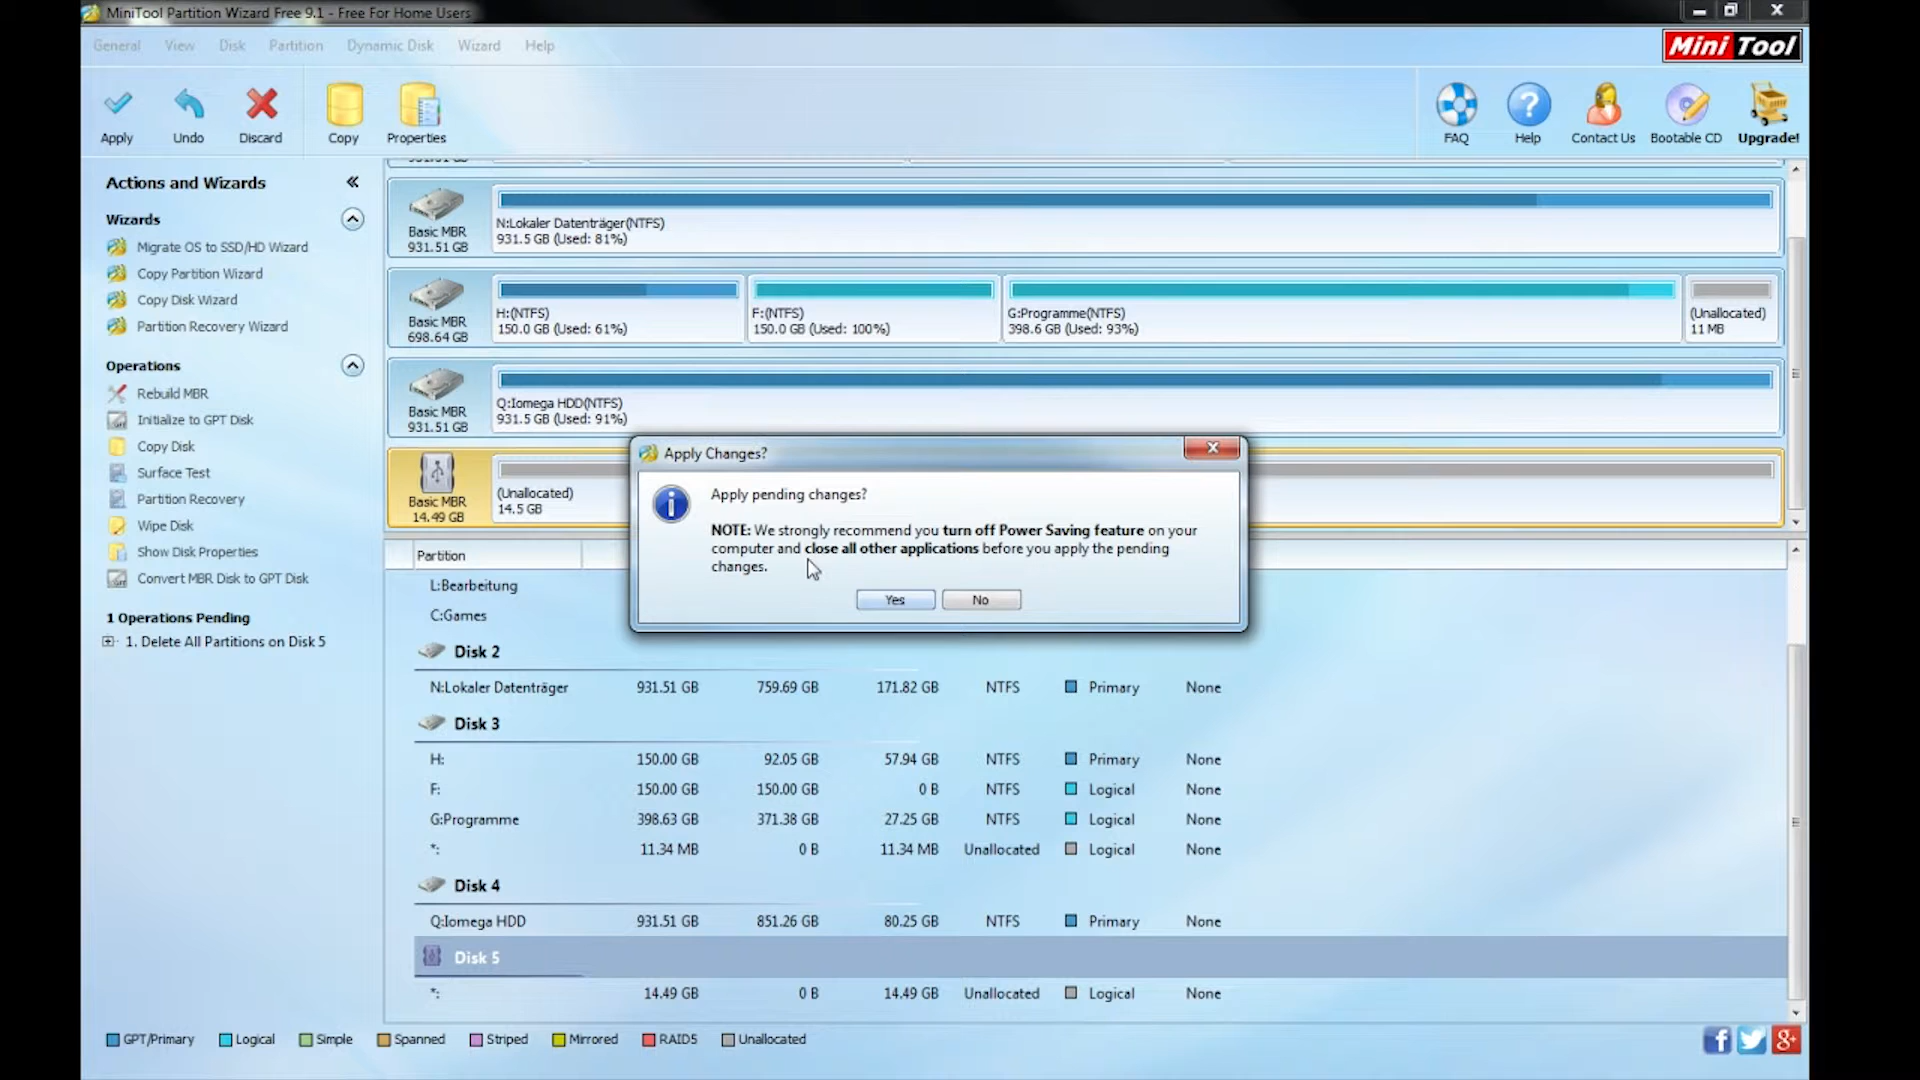 MiniTool Partition Wizard Free 9.1 - Free For Home Users
General View Disk Partition Dynamic Disk Wizard Help
Mini Tool
Apply Undo Discard Copy Properties
FAQ Help Contact Us Bootable CD Upgrade!
Actions and Wizards
Wizards
Migrate OS to SSD/HD Wizard
Copy Partition Wizard
Copy Disk Wizard
Partition Recovery Wizard
Operations
Rebuild MBR
Initialize to GPT Disk
Copy Disk
Surface Test
Partition Recovery
Wipe Disk
Show Disk Properties
Convert MBR Disk to GPT Disk
1 Operations Pending
1. Delete All Partitions on Disk 5
Basic MBR
931.51 GB
N:Lokaler Datenträger(NTFS)
931.5 GB (Used: 81%)
Basic MBR
698.64 GB
H:(NTFS)
150.0 GB (Used: 61%)
F:(NTFS)
150.0 GB (Used: 100%)
G:Programme(NTFS)
398.6 GB (Used: 93%)
(Unallocated)
11 MB
Basic MBR
931.51 GB
Q:Iomega HDD(NTFS)
931.5 GB (Used: 91%)
Basic MBR
14.49 GB
(Unallocated)
14.5 GB
Apply Changes?
Apply pending changes?
NOTE: We strongly recommend you turn off Power Saving feature on your
computer and close all other applications before you apply the pending
changes.
Yes No
Partition
L:Bearbeitung
C:Games
Disk 2
N:Lokaler Datenträger 931.51 GB 759.69 GB 171.82 GB NTFS Primary None
Disk 3
H: 150.00 GB 92.05 GB 57.94 GB NTFS Primary None
F: 150.00 GB 150.00 GB 0 B NTFS Logical None
G:Programme 398.63 GB 371.38 GB 27.25 GB NTFS Logical None
*: 11.34 MB 0 B 11.34 MB Unallocated Logical None
Disk 4
Q:Iomega HDD 931.51 GB 851.26 GB 80.25 GB NTFS Primary None
Disk 5
*: 14.49 GB 0 B 14.49 GB Unallocated Logical None
GPT/Primary Logical Simple Spanned Striped Mirrored RAID5 Unallocated